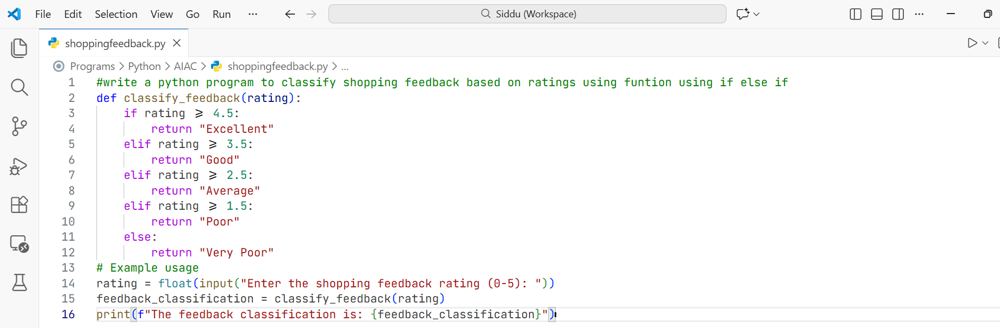 File Edit Selection View Go Run ··· Siddu (Workspace)
shoppingfeedback.py
Programs > Python > AIAC > shoppingfeedback.py > ...
1 #write a python program to classify shopping feedback based on ratings using funtion using if else if
2 def classify_feedback(rating):
3     if rating ⩾ 4.5:
4         return "Excellent"
5     elif rating ⩾ 3.5:
6         return "Good"
7     elif rating ⩾ 2.5:
8         return "Average"
9     elif rating ⩾ 1.5:
10         return "Poor"
11     else:
12         return "Very Poor"
13 # Example usage
14 rating = float(input("Enter the shopping feedback rating (0-5): "))
15 feedback_classification = classify_feedback(rating)
16 print(f"The feedback classification is: {feedback_classification}")